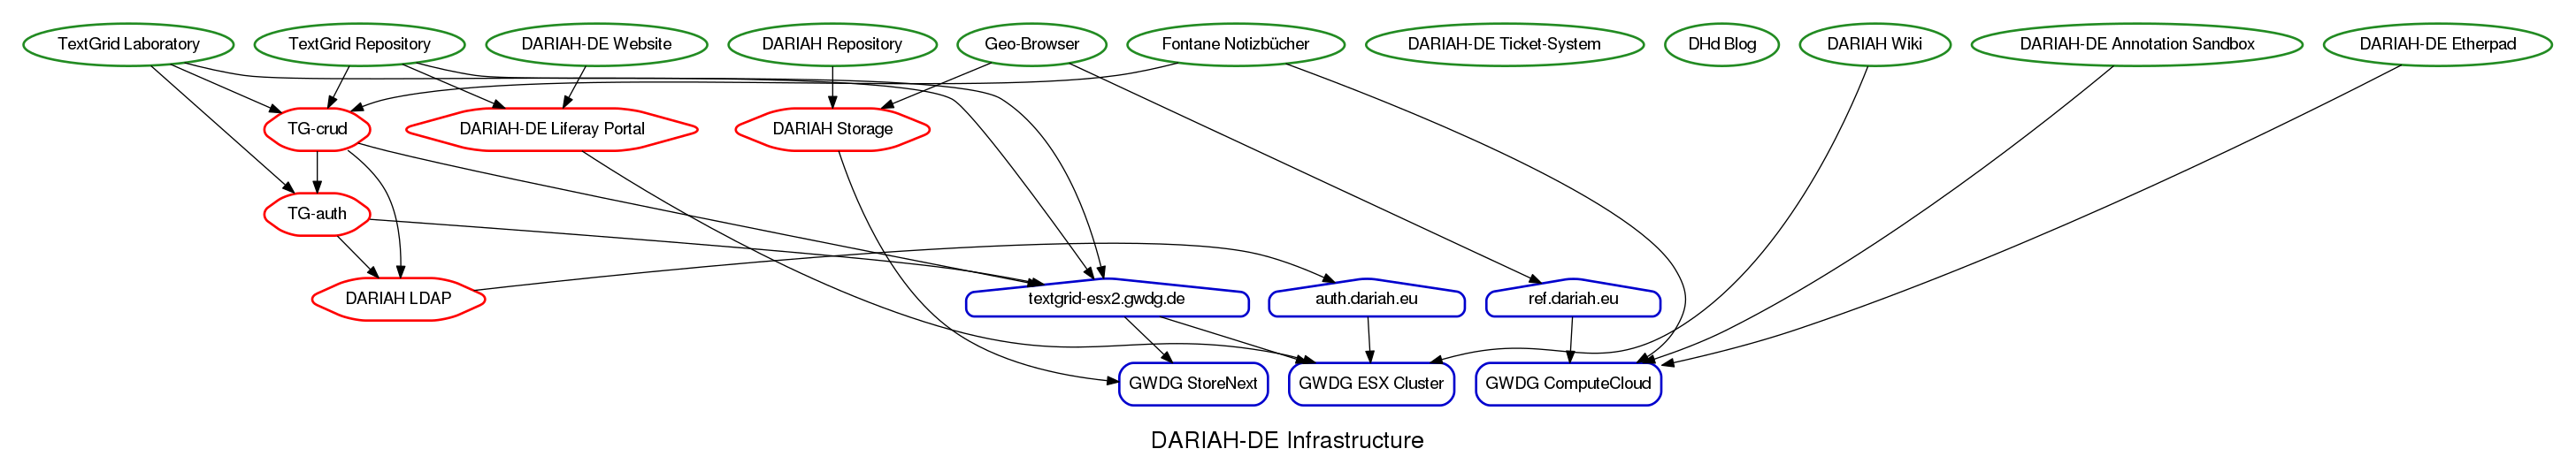 TextGrid Laboratory
TextGrid Repository
DARIAH-DE Website
DARIAH Repository
Geo-Browser
Fontane Notizbücher
DARIAH-DE Ticket-System
DHd Blog
DARIAH Wiki
DARIAH-DE Annotation Sandbox
DARIAH-DE Etherpad
TG-crud
DARIAH-DE Liferay Portal
DARIAH Storage
TG-auth
DARIAH LDAP
textgrid-esx2.gwdg.de
auth.dariah.eu
ref.dariah.eu
GWDG StoreNext
GWDG ESX Cluster
GWDG ComputeCloud
DARIAH-DE Infrastructure